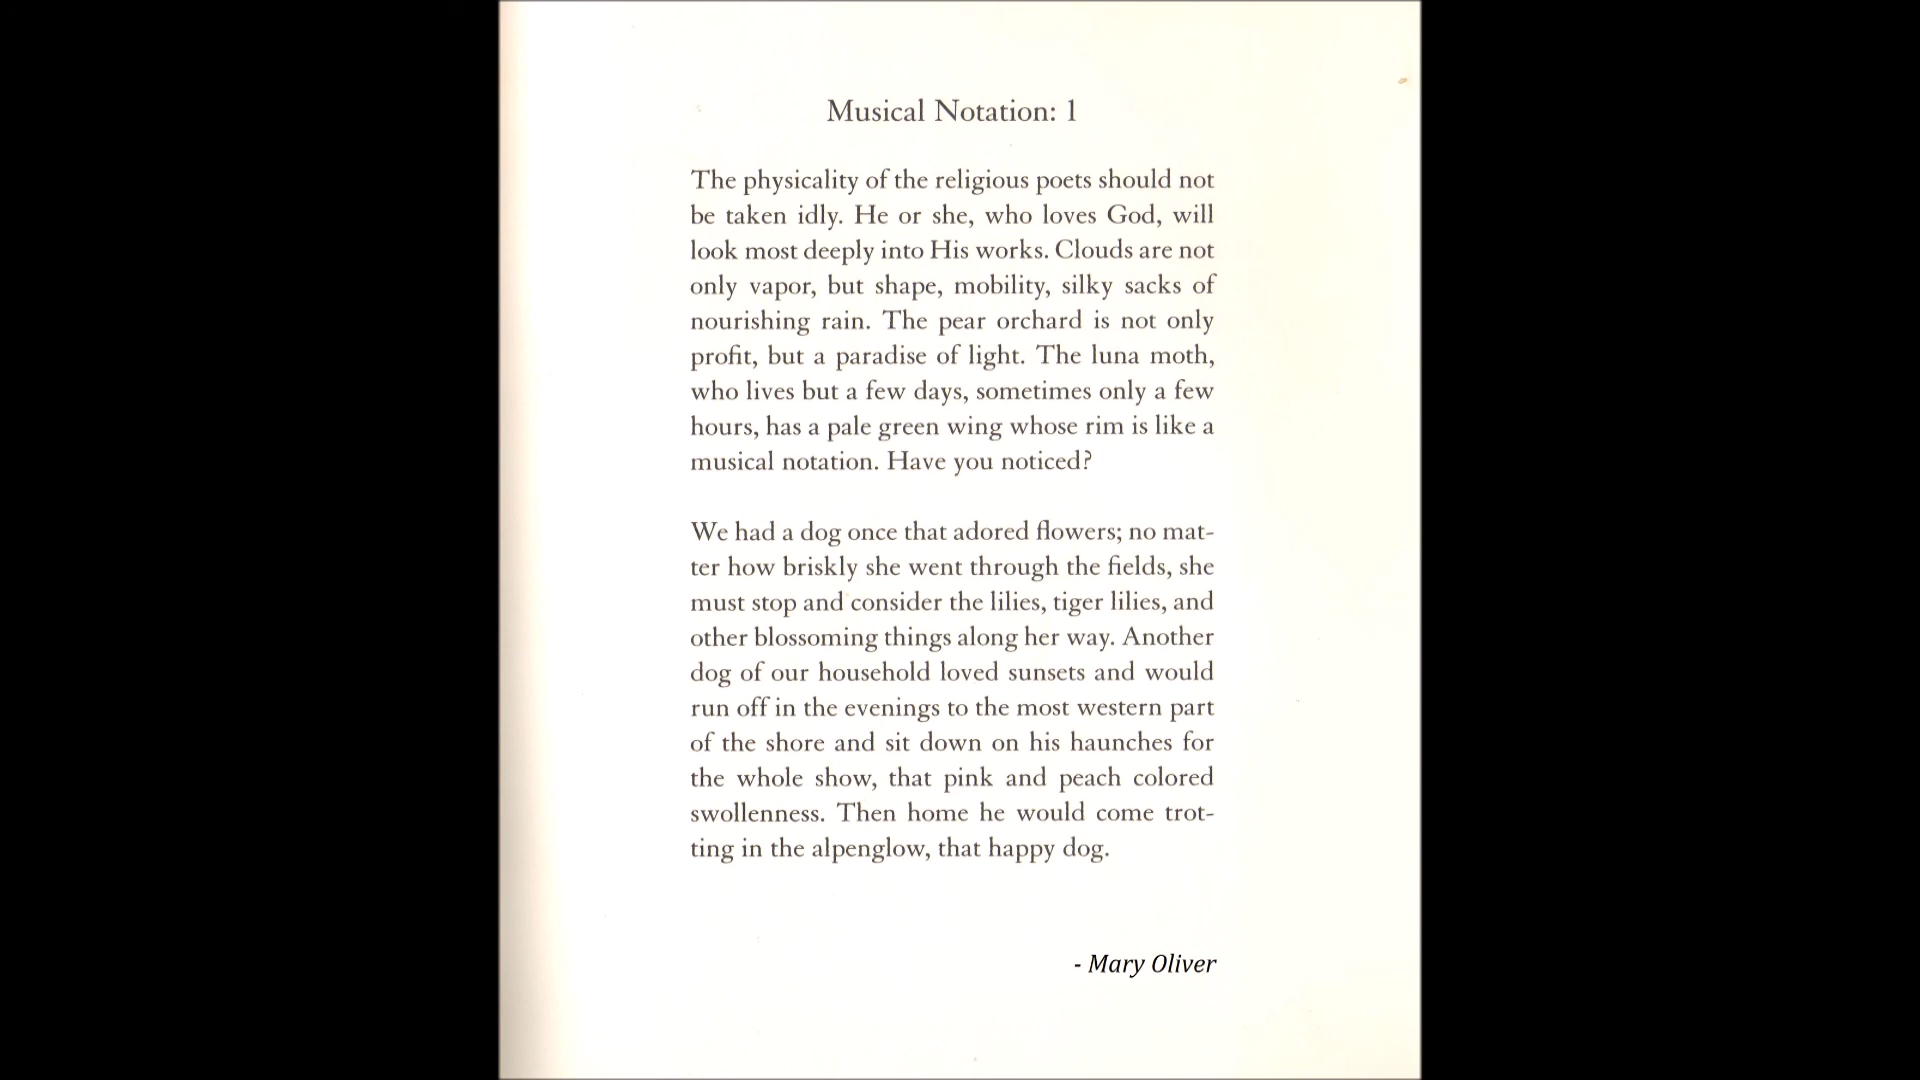 Musical Notation: 1
The physicality of the religious poets should not
be taken idly. He or she, who loves God, will
look most deeply into His works. Clouds are not
only vapor, but shape, mobility, silky sacks of
nourishing rain. The pear orchard is not only
profit, but a paradise of light. The luna moth,
who lives but a few days, sometimes only a few
hours, has a pale green wing whose rim is like a
musical notation. Have you noticed?
We had a dog once that adored flowers; no mat-
ter how briskly she went through the fields, she
must stop and consider the lilies, tiger lilies, and
other blossoming things along her way. Another
dog of our household loved sunsets and would
run off in the evenings to the most western part
of the shore and sit down on his haunches for
the whole show, that pink and peach colored
swollenness. Then home he would come trot-
ting in the alpenglow, that happy dog.
- Mary Oliver